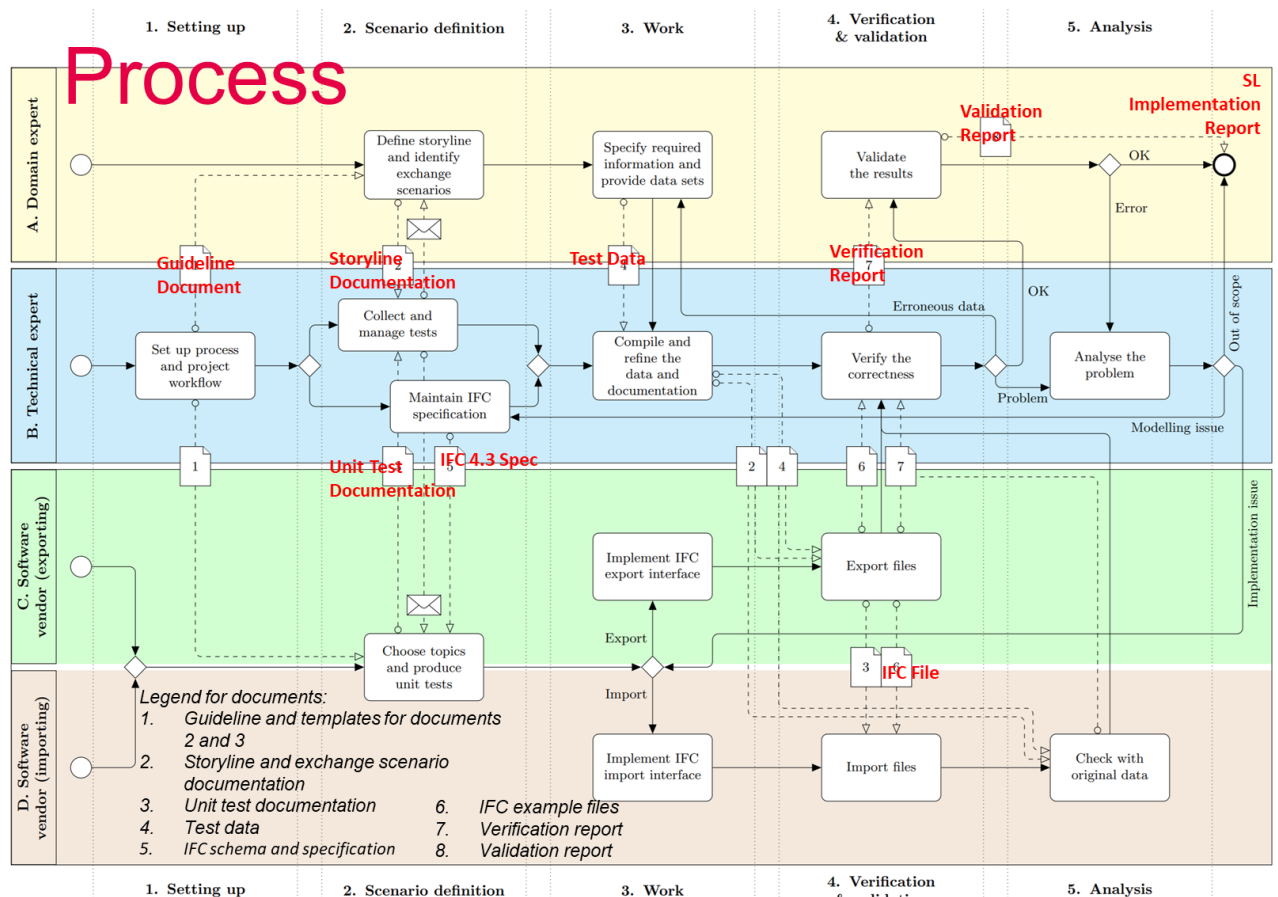 1. Setting up
2. Scenario definition
3. Work
4. Verification
& validation
5. Analysis
Process
A. Domain expert
Define storyline
and identify
exchange
scenarios
Specify required
information and
provide data sets
Validate
the results
Validation
Report
SL
Implementation
Report
OK
Error
Guideline
Document
Storyline
2
Documentation
Test Data
4
Verification
Report
7
B. Technical expert
Set up process
and project
workflow
Collect and
manage tests
Maintain IFC
specification
Compile and
refine the
data and
documentation
Verify the
correctness
Erroneous data
OK
Problem
Analyse the
problem
Out of scope
Modelling issue
1
Unit Test
Documentation
IFC 4.3 Spec
5
2
4
6
7
C. Software
vendor (exporting)
Implement IFC
export interface
Export files
Implementation issue
Export
Choose topics
and produce
unit tests
3
6
IFC File
Import
D. Software
vendor (importing)
Implement IFC
import interface
Import files
Check with
original data
Legend for documents:
1. Guideline and templates for documents
2 and 3
2. Storyline and exchange scenario
documentation
3. Unit test documentation
4. Test data
5. IFC schema and specification
6. IFC example files
7. Verification report
8. Validation report
1. Setting up
2. Scenario definition
3. Work
4. Verification
5. Analysis